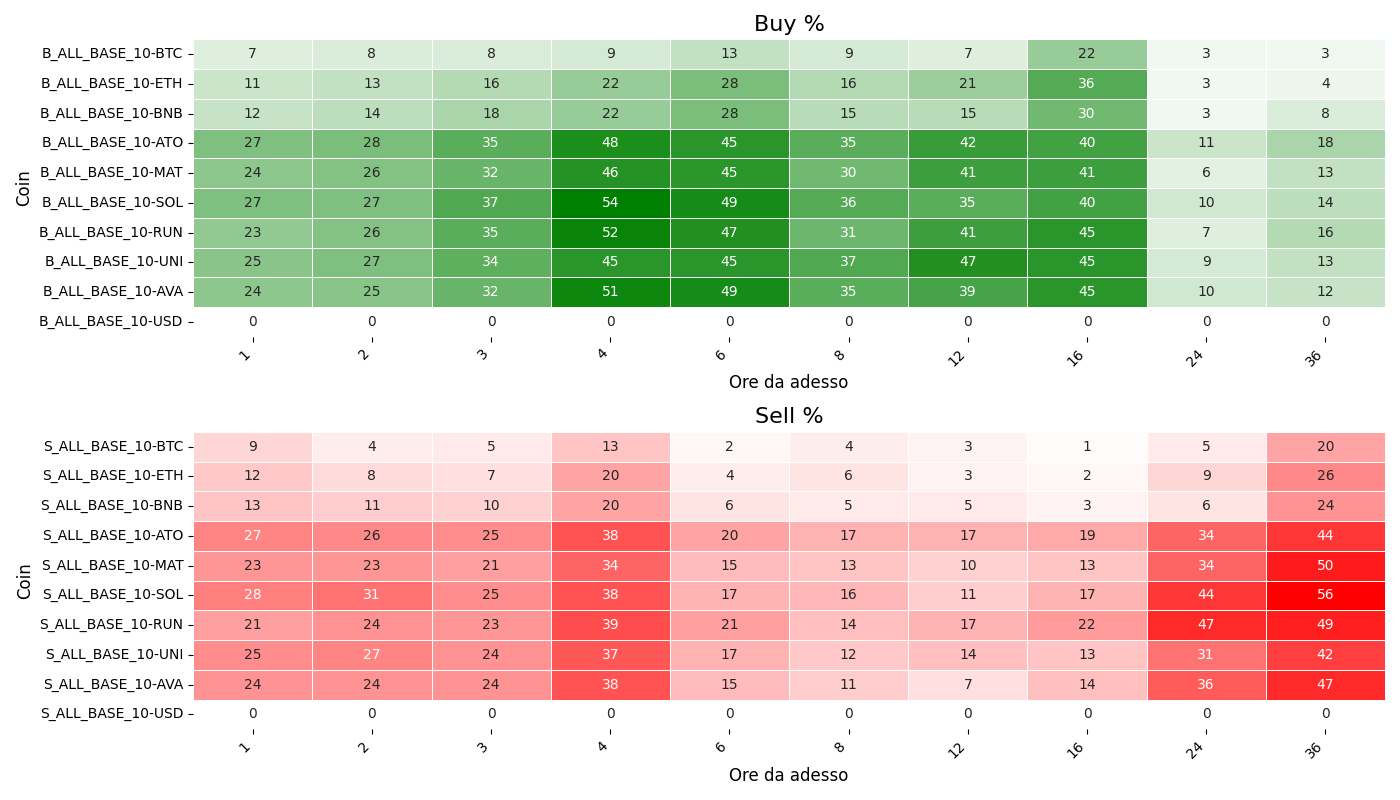 Buy %
Coin
B_ALL_BASE_10-BTC 7 8 8 9 13 9 7 22 3 3
B_ALL_BASE_10-ETH 11 13 16 22 28 16 21 36 3 4
B_ALL_BASE_10-BNB 12 14 18 22 28 15 15 30 3 8
B_ALL_BASE_10-ATO 27 28 35 48 45 35 42 40 11 18
B_ALL_BASE_10-MAT 24 26 32 46 45 30 41 41 6 13
B_ALL_BASE_10-SOL 27 27 37 54 49 36 35 40 10 14
B_ALL_BASE_10-RUN 23 26 35 52 47 31 41 45 7 16
B_ALL_BASE_10-UNI 25 27 34 45 45 37 47 45 9 13
B_ALL_BASE_10-AVA 24 25 32 51 49 35 39 45 10 12
B_ALL_BASE_10-USD 0 0 0 0 0 0 0 0 0 0
1 2 3 4 6 8 12 16 24 36
Ore da adesso
Sell %
Coin
S_ALL_BASE_10-BTC 9 4 5 13 2 4 3 1 5 20
S_ALL_BASE_10-ETH 12 8 7 20 4 6 3 2 9 26
S_ALL_BASE_10-BNB 13 11 10 20 6 5 5 3 6 24
S_ALL_BASE_10-ATO 27 26 25 38 20 17 17 19 34 44
S_ALL_BASE_10-MAT 23 23 21 34 15 13 10 13 34 50
S_ALL_BASE_10-SOL 28 31 25 38 17 16 11 17 44 56
S_ALL_BASE_10-RUN 21 24 23 39 21 14 17 22 47 49
S_ALL_BASE_10-UNI 25 27 24 37 17 12 14 13 31 42
S_ALL_BASE_10-AVA 24 24 24 38 15 11 7 14 36 47
S_ALL_BASE_10-USD 0 0 0 0 0 0 0 0 0 0
1 2 3 4 6 8 12 16 24 36
Ore da adesso